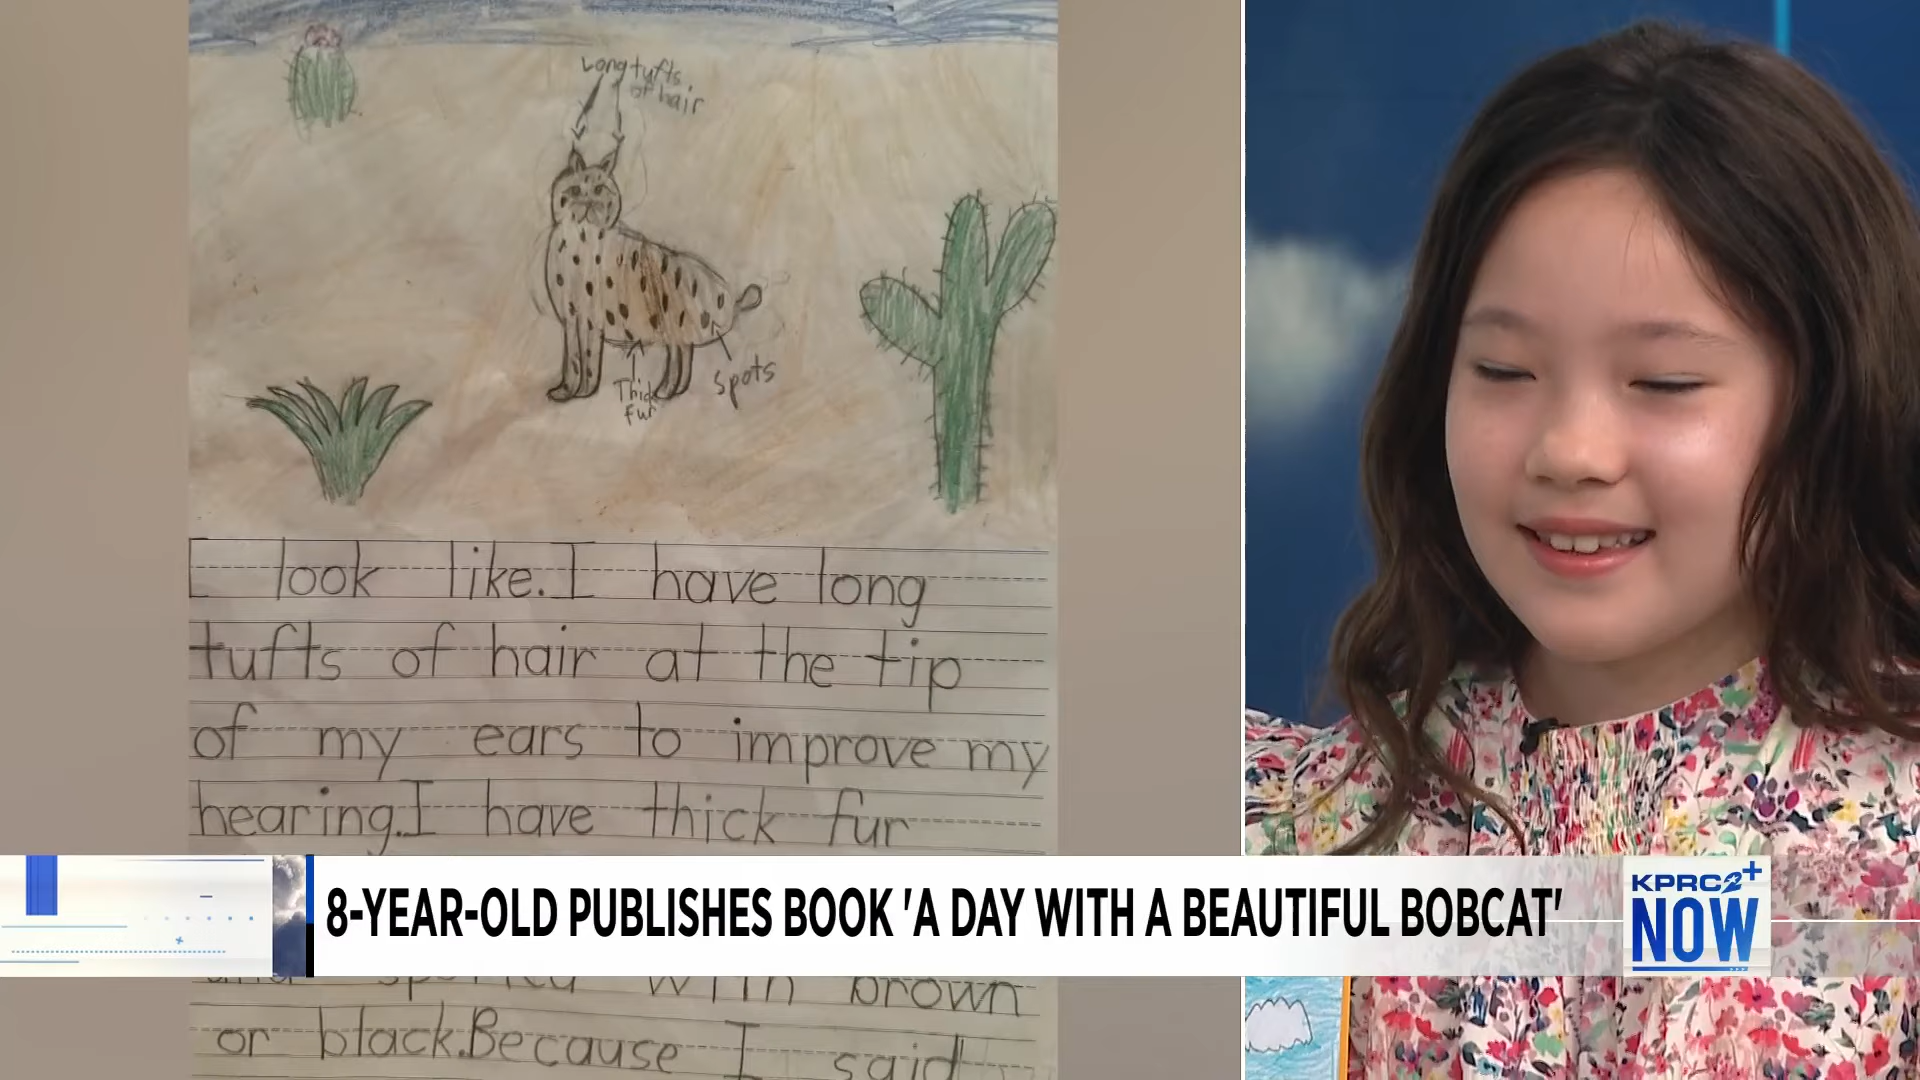 Long tufts
of hair
Thick
fur
Spots
I look like. I have long
tufts of hair at the tip
of my ears to improve my
hearing. I have thick fur
8-YEAR-OLD PUBLISHES BOOK 'A DAY WITH A BEAUTIFUL BOBCAT'
KPRC2+
NOW
spotted with brown
or black. Because I said